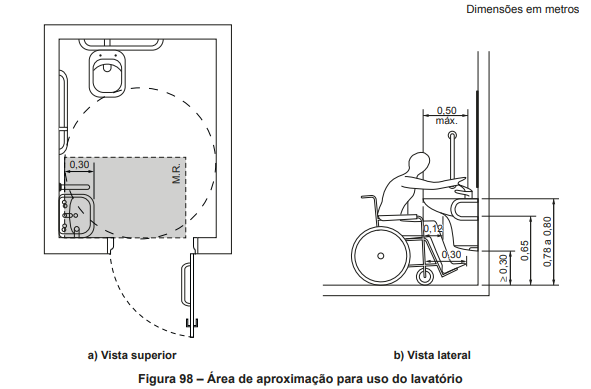 Dimensões em metros
0,30
M.R.
0,50
máx.
0,12
0,30
≥ 0,30
0,65
0,78 a 0,80
a) Vista superior
b) Vista lateral
Figura 98 – Área de aproximação para uso do lavatório